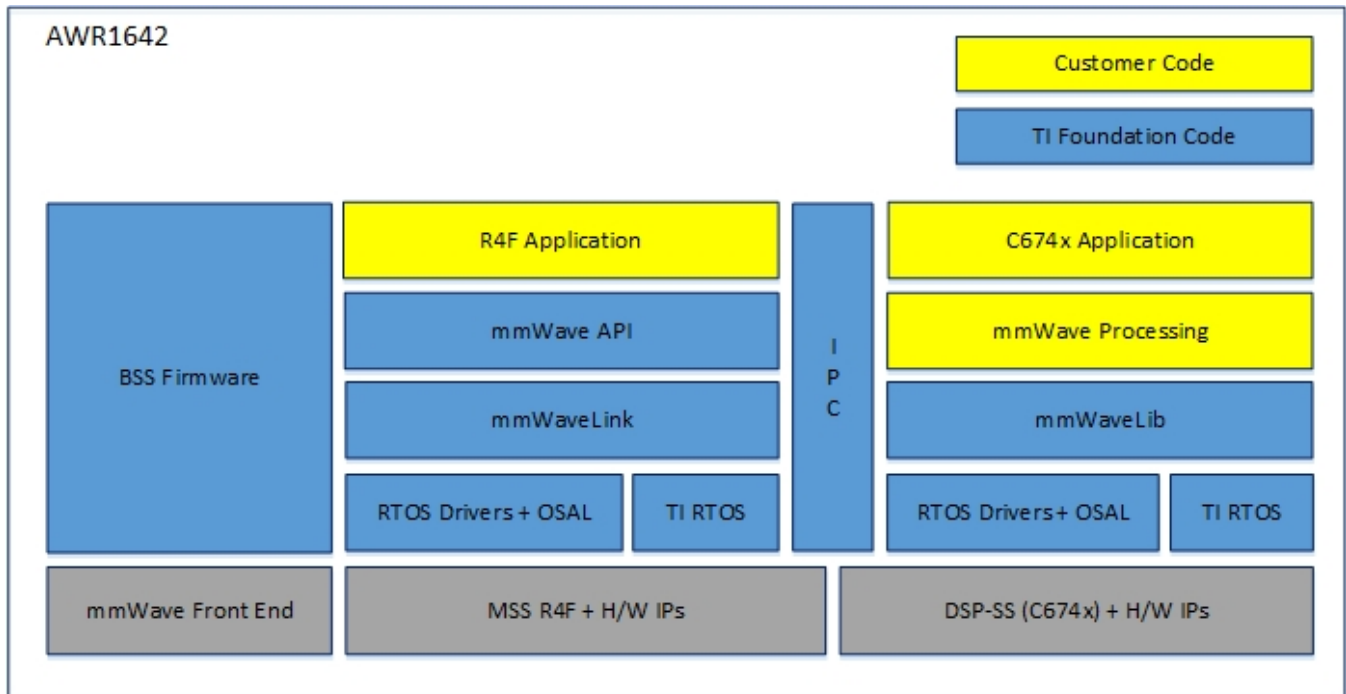 AWR1642
Customer Code
TI Foundation Code
BSS Firmware
R4F Application
mmWave API
mmWaveLink
RTOS Drivers + OSAL
TI RTOS
I
P
C
C674x Application
mmWave Processing
mmWaveLib
RTOS Drivers + OSAL
TI RTOS
mmWave Front End
MSS R4F + H/W IPs
DSP-SS (C674x) + H/W IPs